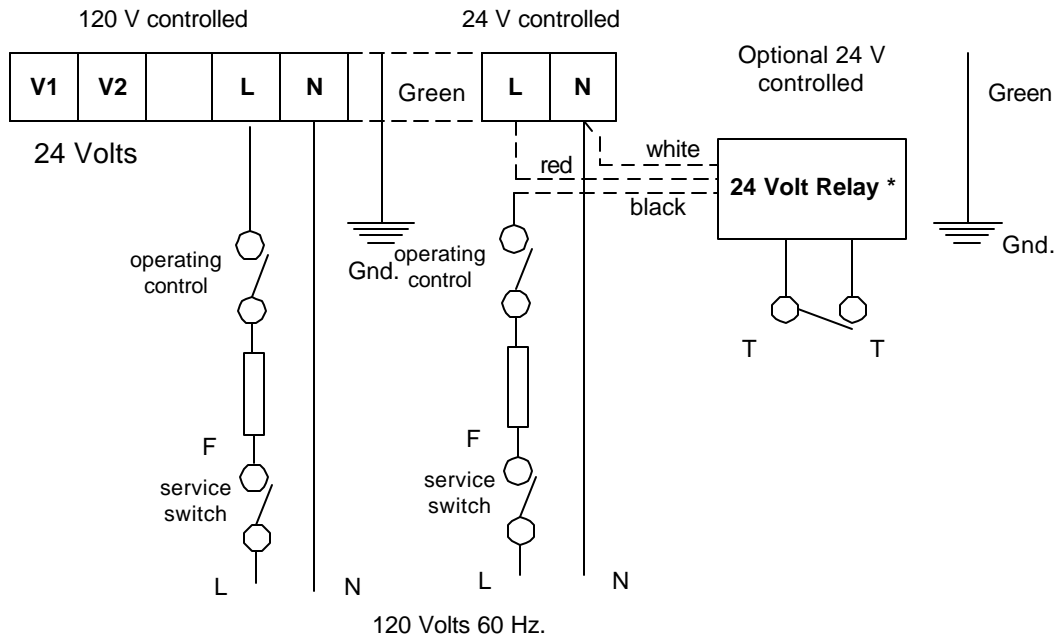 120 V controlled
24 V controlled
Optional 24 V
controlled
V1 V2 L N
Green
L N
Green
24 Volts
white
red
24 Volt Relay *
black
operating
control
Gnd.
operating
control
Gnd.
T T
F
service
switch
F
service
switch
L N
L N
120 Volts 60 Hz.